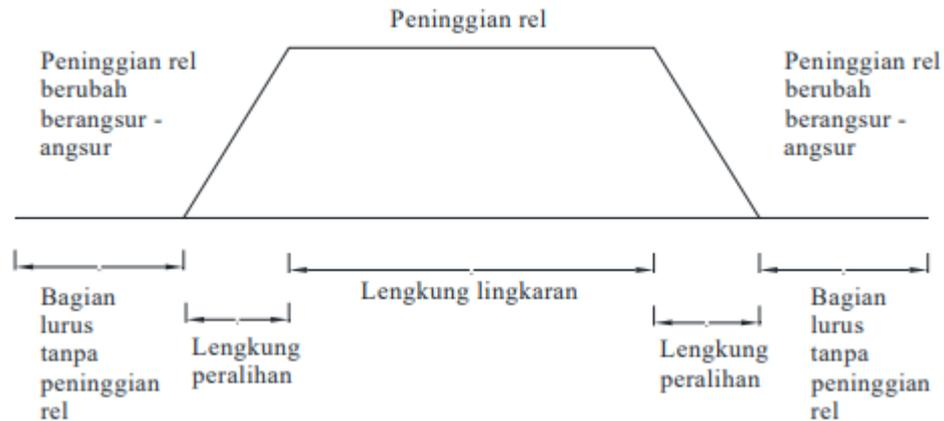 Peninggian rel
Peninggian rel
berubah
berangsur -
angsur
Peninggian rel
berubah
berangsur -
angsur
Bagian
lurus
tanpa
peninggian
rel
Lengkung
peralihan
Lengkung lingkaran
Lengkung
peralihan
Bagian
lurus
tanpa
peninggian
rel